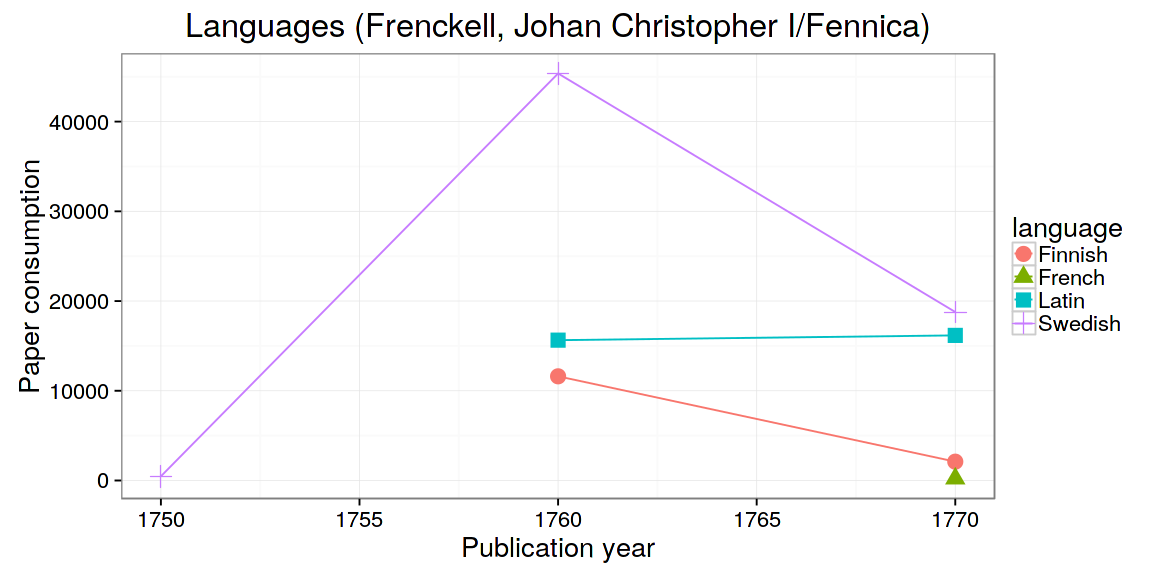 Languages (Frenckell, Johan Christopher I/Fennica)
Paper consumption
40000
30000
20000
10000
0
1750 1755 1760 1765 1770
Publication year
language
Finnish
French
Latin
Swedish